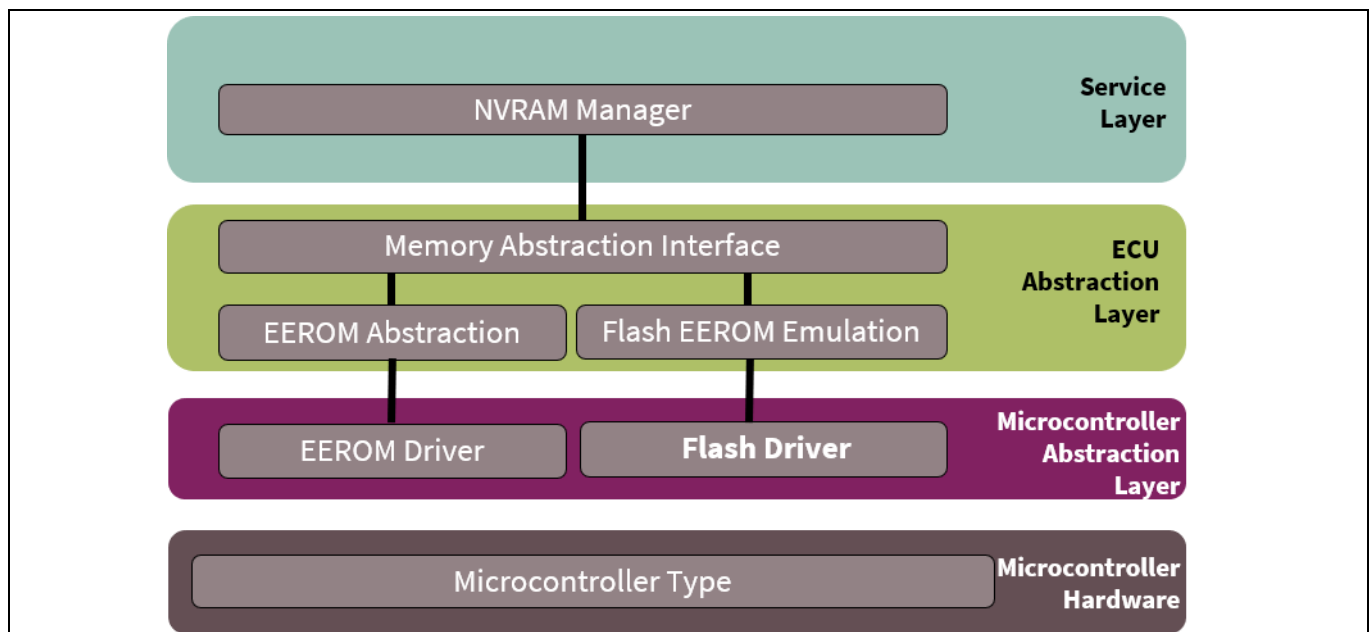 Service
Layer
NVRAM Manager
Memory Abstraction Interface
ECU
Abstraction
Layer
EEROM Abstraction
Flash EEROM Emulation
Microcontroller
Abstraction
Layer
EEROM Driver
Flash Driver
Microcontroller Type
Microcontroller
Hardware